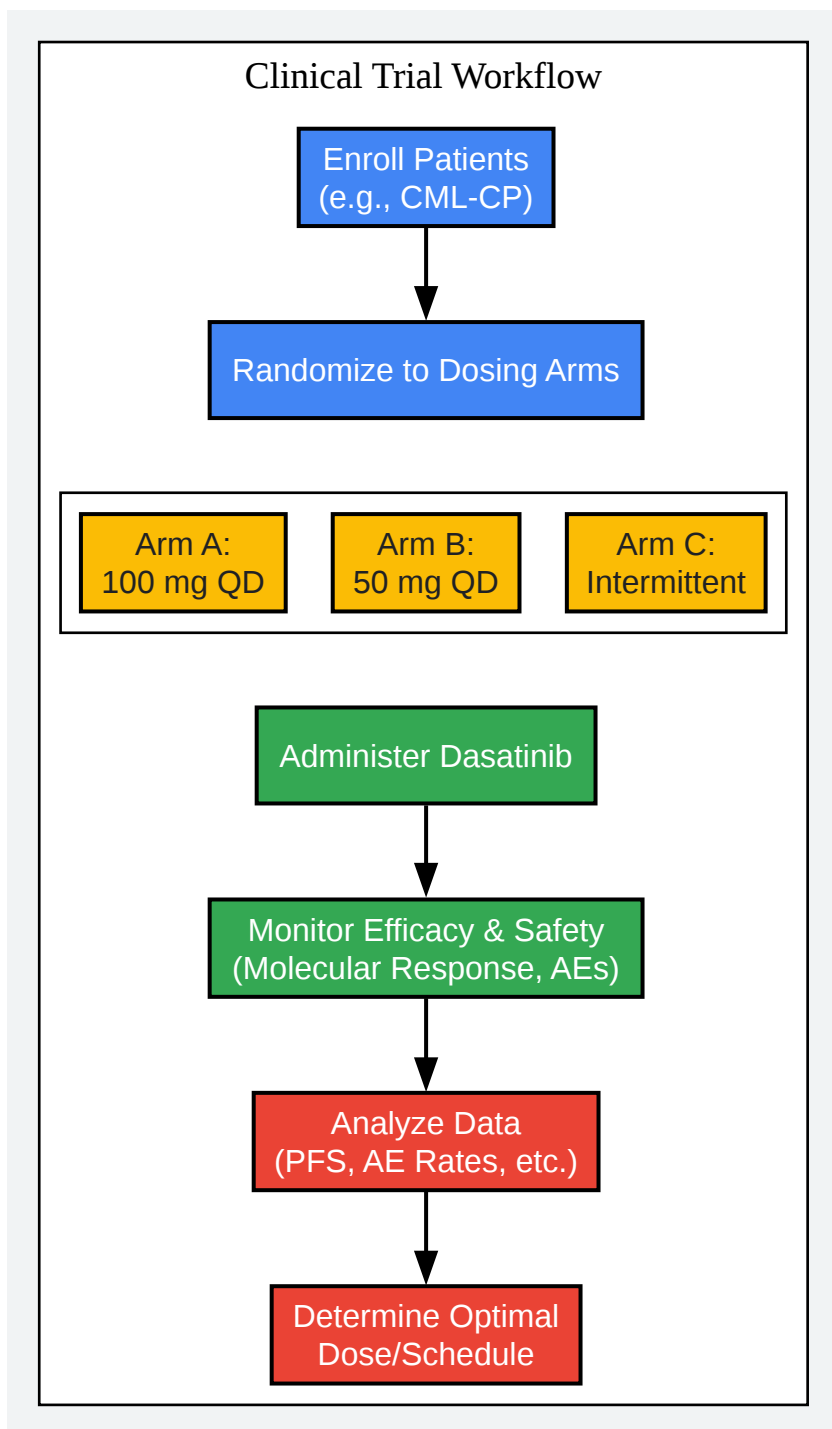 Clinical Trial Workflow
Enroll Patients
(e.g., CML-CP)
Randomize to Dosing Arms
Arm A:
100 mg QD
Arm B:
50 mg QD
Arm C:
Intermittent
Administer Dasatinib
Monitor Efficacy & Safety
(Molecular Response, AEs)
Analyze Data
(PFS, AE Rates, etc.)
Determine Optimal
Dose/Schedule